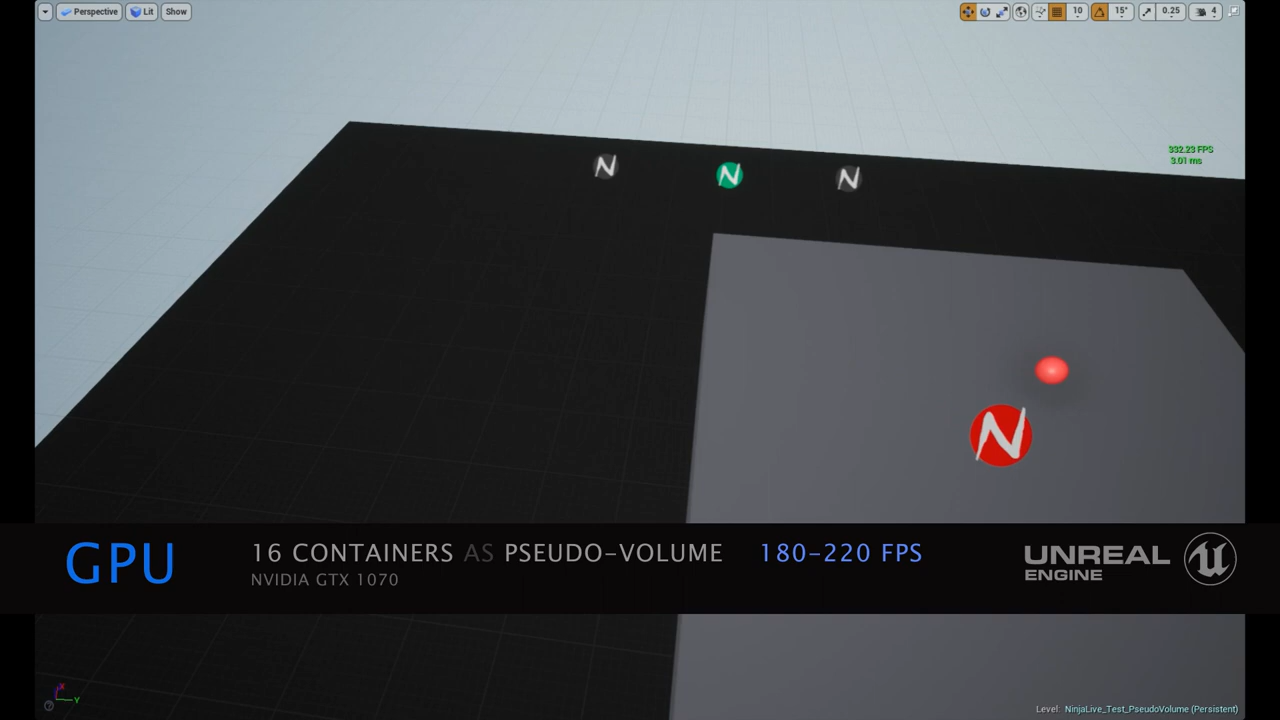 Perspective Lit Show 10 15° 0.25 4
332.23 FPS
3.01 ms
N N N
N
GPU 16 CONTAINERS AS PSEUDO-VOLUME 180-220 FPS
NVIDIA GTX 1070
UNREAL
ENGINE
X
Y
?
Level: NinjaLive_Test_PseudoVolume (Persistent)